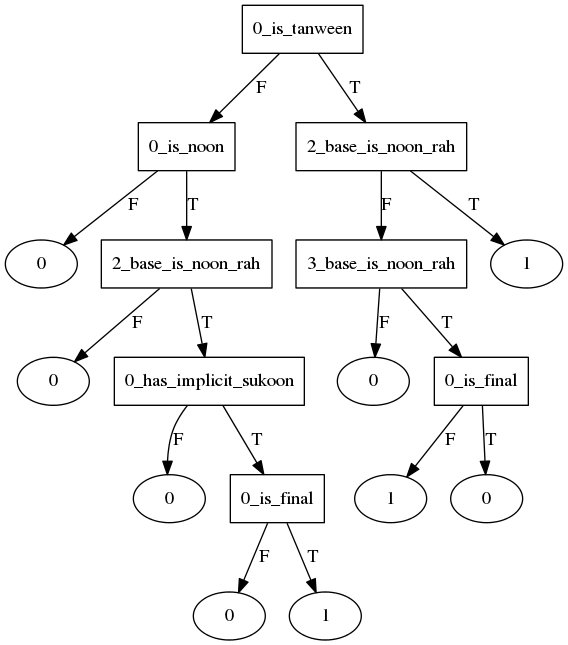 0_is_tanween
F
T
0_is_noon
2_base_is_noon_rah
F
T
F
T
0
2_base_is_noon_rah
3_base_is_noon_rah
1
F
T
F
T
0
0_has_implicit_sukoon
0
0_is_final
F
T
F
T
0
0_is_final
1
0
F
T
0
1